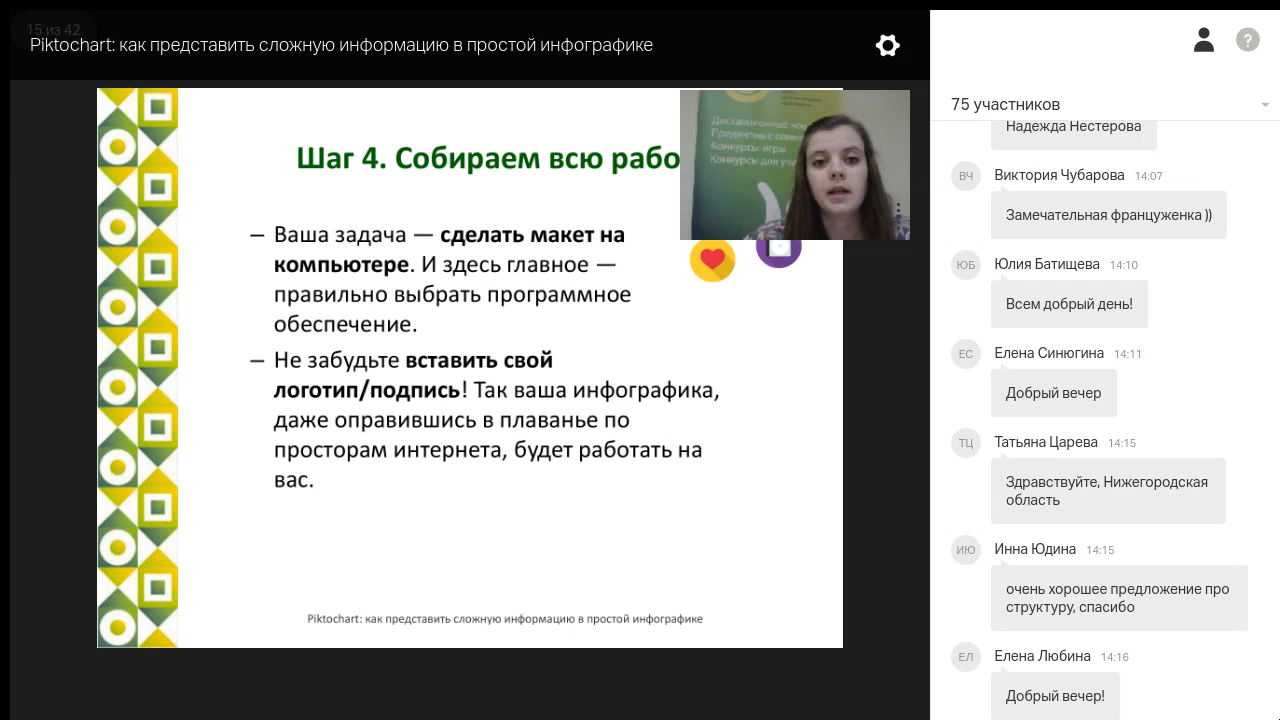 15 из 42
Piktochart: как представить сложную информацию в простой инфографике
Шаг 4. Собираем всю рабо
– Ваша задача — сделать макет на
компьютере. И здесь главное —
правильно выбрать программное
обеспечение.
– Не забудьте вставить свой
логотип/подпись! Так ваша инфографика,
даже оправившись в плаванье по
просторам интернета, будет работать на
вас.
Piktochart: как представить сложную информацию в простой инфографике
Конкурсы игры
75 участников
Надежда Нестерова
ВЧ Виктория Чубарова 14:07
Замечательная француженка ))
ЮБ Юлия Батищева 14:10
Всем добрый день!
ЕС Елена Синюгина 14:11
Добрый вечер
ТЦ Татьяна Царева 14:15
Здравствуйте, Нижегородская
область
ИЮ Инна Юдина 14:15
очень хорошее предложение про
структуру, спасибо
ЕЛ Елена Любина 14:16
Добрый вечер!